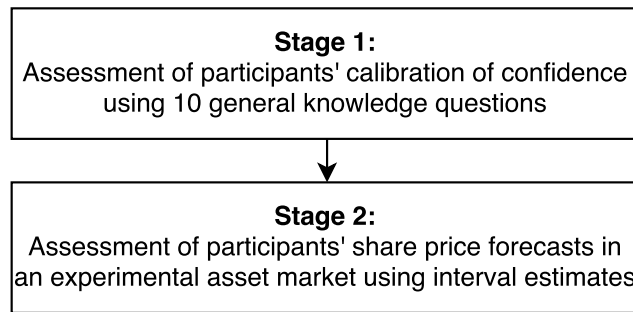 Stage 1:
Assessment of participants' calibration of confidence
using 10 general knowledge questions
Stage 2:
Assessment of participants' share price forecasts in
an experimental asset market using interval estimates